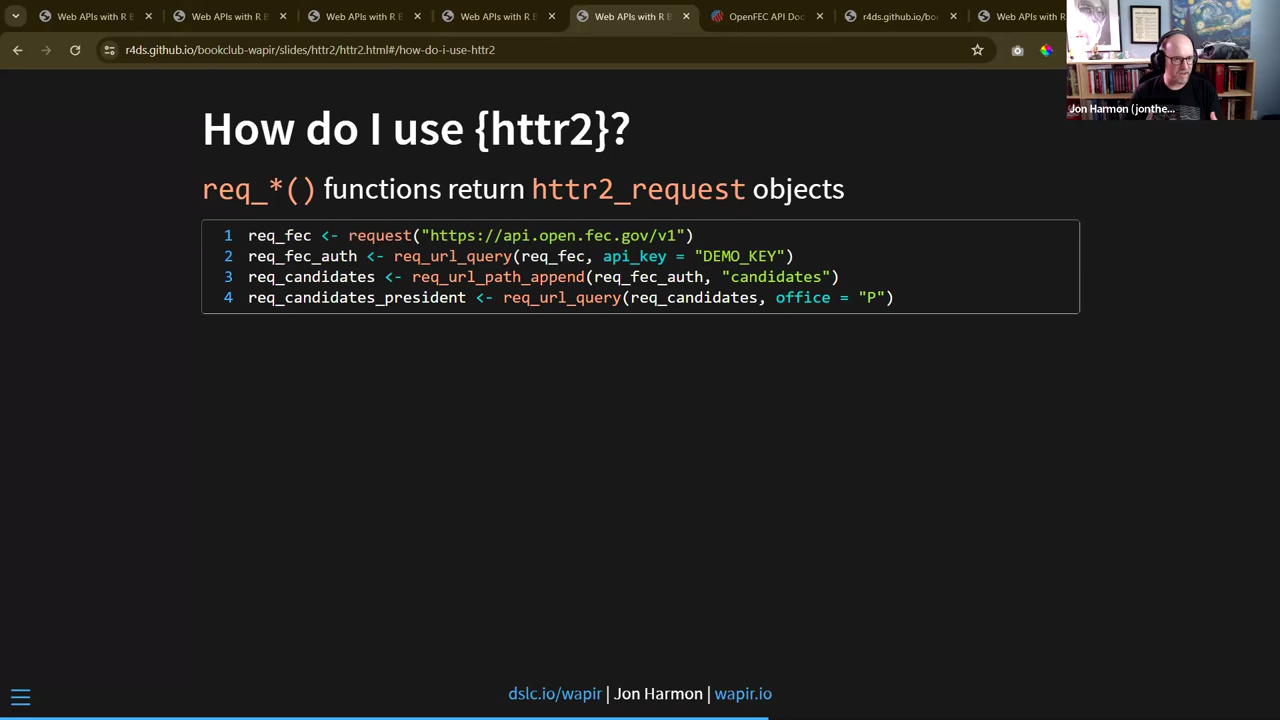 Web APIs with R B
Web APIs with R B
Web APIs with R B
Web APIs with R B
Web APIs with R B
OpenFEC API Doc
r4ds.github.io/bo
Web APIs with R
r4ds.github.io/bookclub-wapir/slides/httr2/httr2.html#/how-do-i-use-httr2
Jon Harmon (jonthe...
How do I use {httr2}?
req_*() functions return httr2_request objects
1 req_fec <- request("https://api.open.fec.gov/v1")
2 req_fec_auth <- req_url_query(req_fec, api_key = "DEMO_KEY")
3 req_candidates <- req_url_path_append(req_fec_auth, "candidates")
4 req_candidates_president <- req_url_query(req_candidates, office = "P")
dslc.io/wapir | Jon Harmon | wapir.io